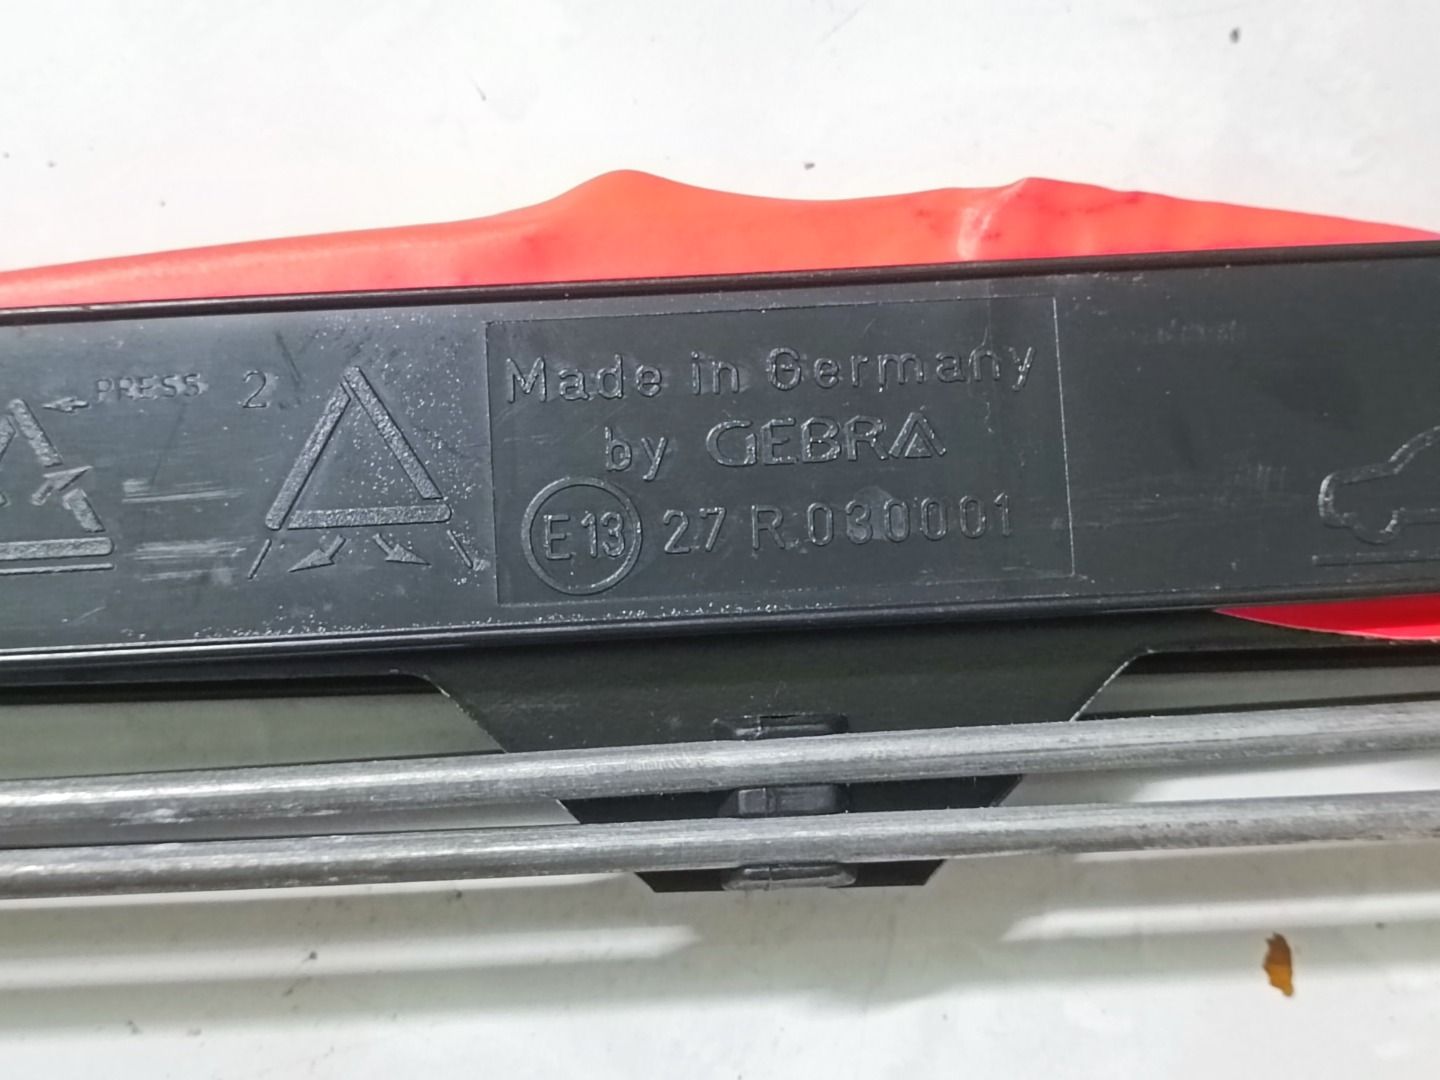 PRESS 2.
Made in Germany
by GEBRA
E13 27 R 030001